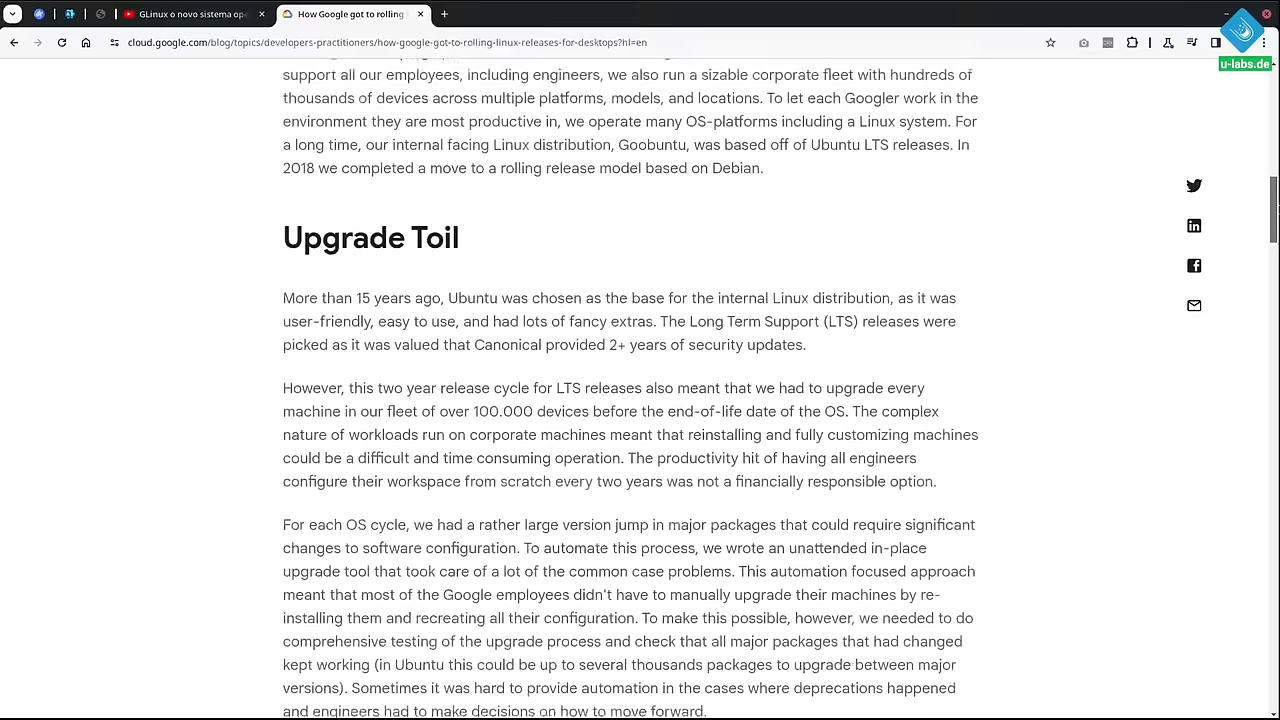 GLinux o novo sistema ope
How Google got to rolling
cloud.google.com/blog/topics/developers-practitioners/how-google-got-to-rolling-linux-releases-for-desktops?hl=en
u-labs.de
support all our employees, including engineers, we also run a sizable corporate fleet with hundreds of
thousands of devices across multiple platforms, models, and locations. To let each Googler work in the
environment they are most productive in, we operate many OS-platforms including a Linux system. For
a long time, our internal facing Linux distribution, Goobuntu, was based off of Ubuntu LTS releases. In
2018 we completed a move to a rolling release model based on Debian.
Upgrade Toil
More than 15 years ago, Ubuntu was chosen as the base for the internal Linux distribution, as it was
user-friendly, easy to use, and had lots of fancy extras. The Long Term Support (LTS) releases were
picked as it was valued that Canonical provided 2+ years of security updates.
However, this two year release cycle for LTS releases also meant that we had to upgrade every
machine in our fleet of over 100.000 devices before the end-of-life date of the OS. The complex
nature of workloads run on corporate machines meant that reinstalling and fully customizing machines
could be a difficult and time consuming operation. The productivity hit of having all engineers
configure their workspace from scratch every two years was not a financially responsible option.
For each OS cycle, we had a rather large version jump in major packages that could require significant
changes to software configuration. To automate this process, we wrote an unattended in-place
upgrade tool that took care of a lot of the common case problems. This automation focused approach
meant that most of the Google employees didn't have to manually upgrade their machines by re-
installing them and recreating all their configuration. To make this possible, however, we needed to do
comprehensive testing of the upgrade process and check that all major packages that had changed
kept working (in Ubuntu this could be up to several thousands packages to upgrade between major
versions). Sometimes it was hard to provide automation in the cases where deprecations happened
and engineers had to make decisions on how to move forward.